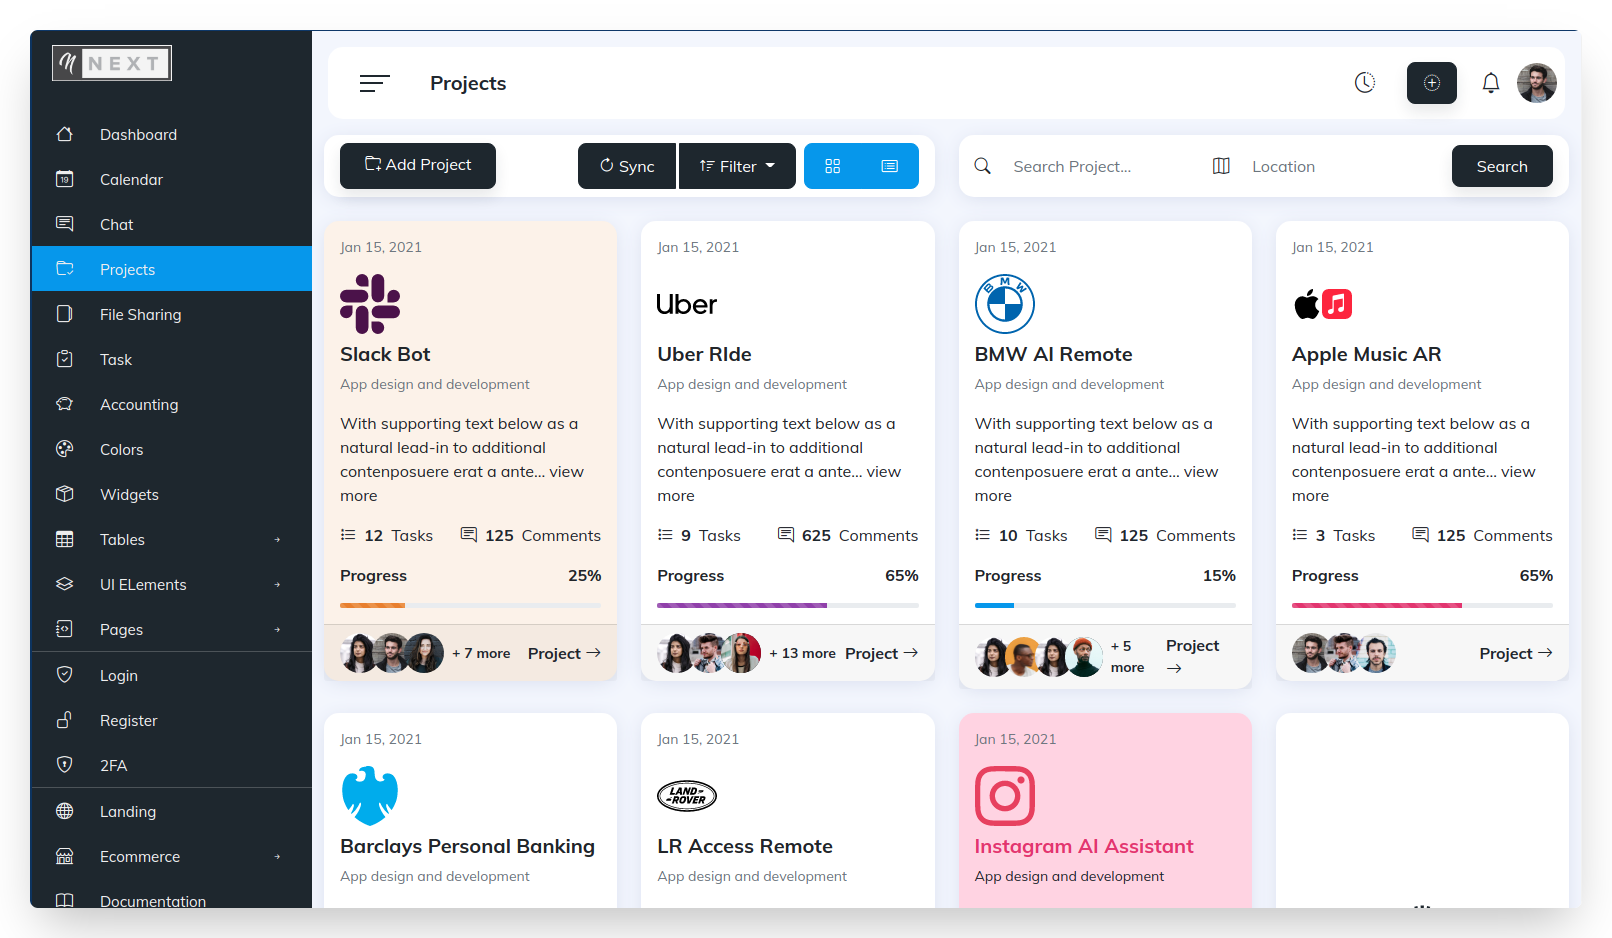 n NEXT
Dashboard
19
Calendar
Chat
Projects
File Sharing
Task
Accounting
Colors
Widgets
Tables
UI ELements
Pages
Login
Register
2FA
Landing
Ecommerce
Documentation
Projects
Add Project
Sync
Filter
Search Project...
Location
Search
Jan 15, 2021
Slack Bot
App design and development
With supporting text below as a
natural lead-in to additional
contenposuere erat a ante... view
more
12 Tasks 125 Comments
Progress 25%
+ 7 more Project
Jan 15, 2021
Uber
Uber RIde
App design and development
With supporting text below as a
natural lead-in to additional
contenposuere erat a ante... view
more
9 Tasks 625 Comments
Progress 65%
+ 13 more Project
Jan 15, 2021
BMW
BMW AI Remote
App design and development
With supporting text below as a
natural lead-in to additional
contenposuere erat a ante... view
more
10 Tasks 125 Comments
Progress 15%
+ 5
more
Project
Jan 15, 2021
Apple Music AR
App design and development
With supporting text below as a
natural lead-in to additional
contenposuere erat a ante... view
more
3 Tasks 125 Comments
Progress 65%
Project
Jan 15, 2021
Barclays Personal Banking
App design and development
Jan 15, 2021
LAND-
-ROVER
LR Access Remote
App design and development
Jan 15, 2021
Instagram AI Assistant
App design and development